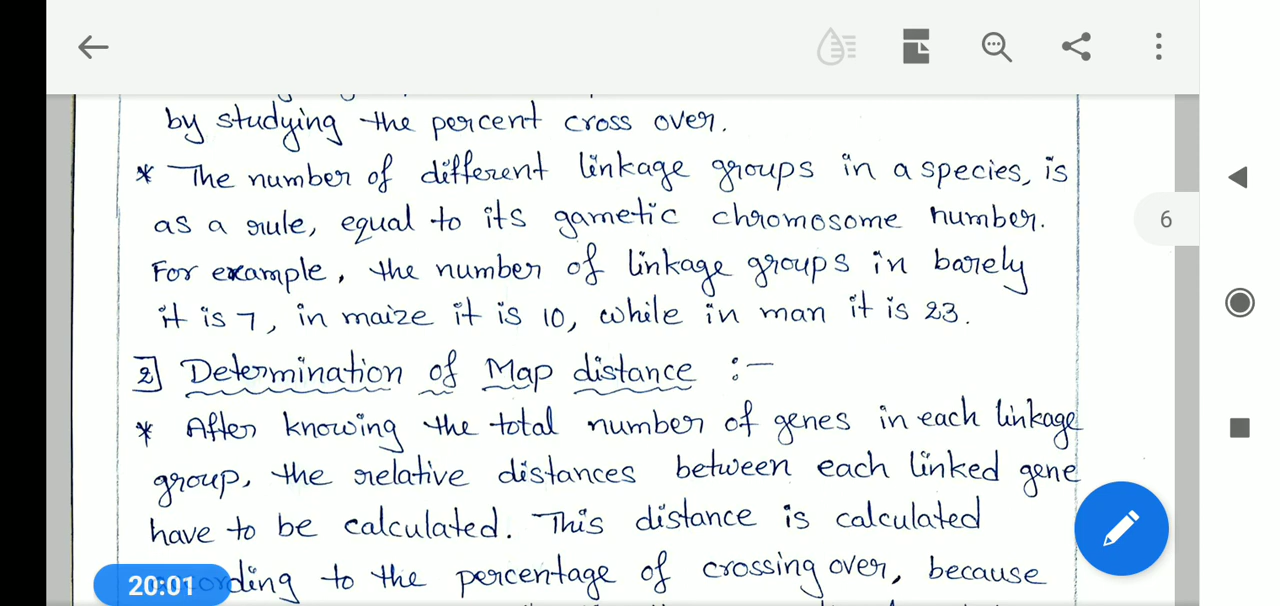 by studying the percent cross over.
* The number of different linkage groups in a species, is
as a rule, equal to its gametic chromosome number.
For example, the number of linkage groups in barely
it is 7, in maize it is 10, while in man it is 23.
2] Determination of Map distance :-
* After knowing the total number of genes in each linkage
group, the relative distances between each linked gene
have to be calculated. This distance is calculated
to the percentage of crossing over, because
6
20:01